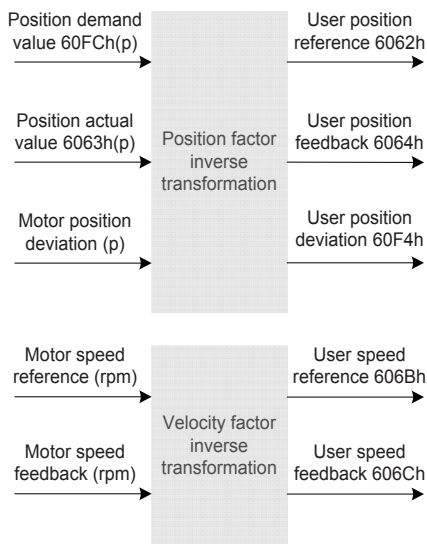 Position demand
value 60FCh(p)
User position
reference 6062h
Position actual
value 6063h(p)
Position factor
inverse
transformation
User position
feedback 6064h
Motor position
deviation (p)
User position
deviation 60F4h
Motor speed
reference (rpm)
User speed
reference 606Bh
Velocity factor
inverse
transformation
Motor speed
feedback (rpm)
User speed
feedback 606Ch